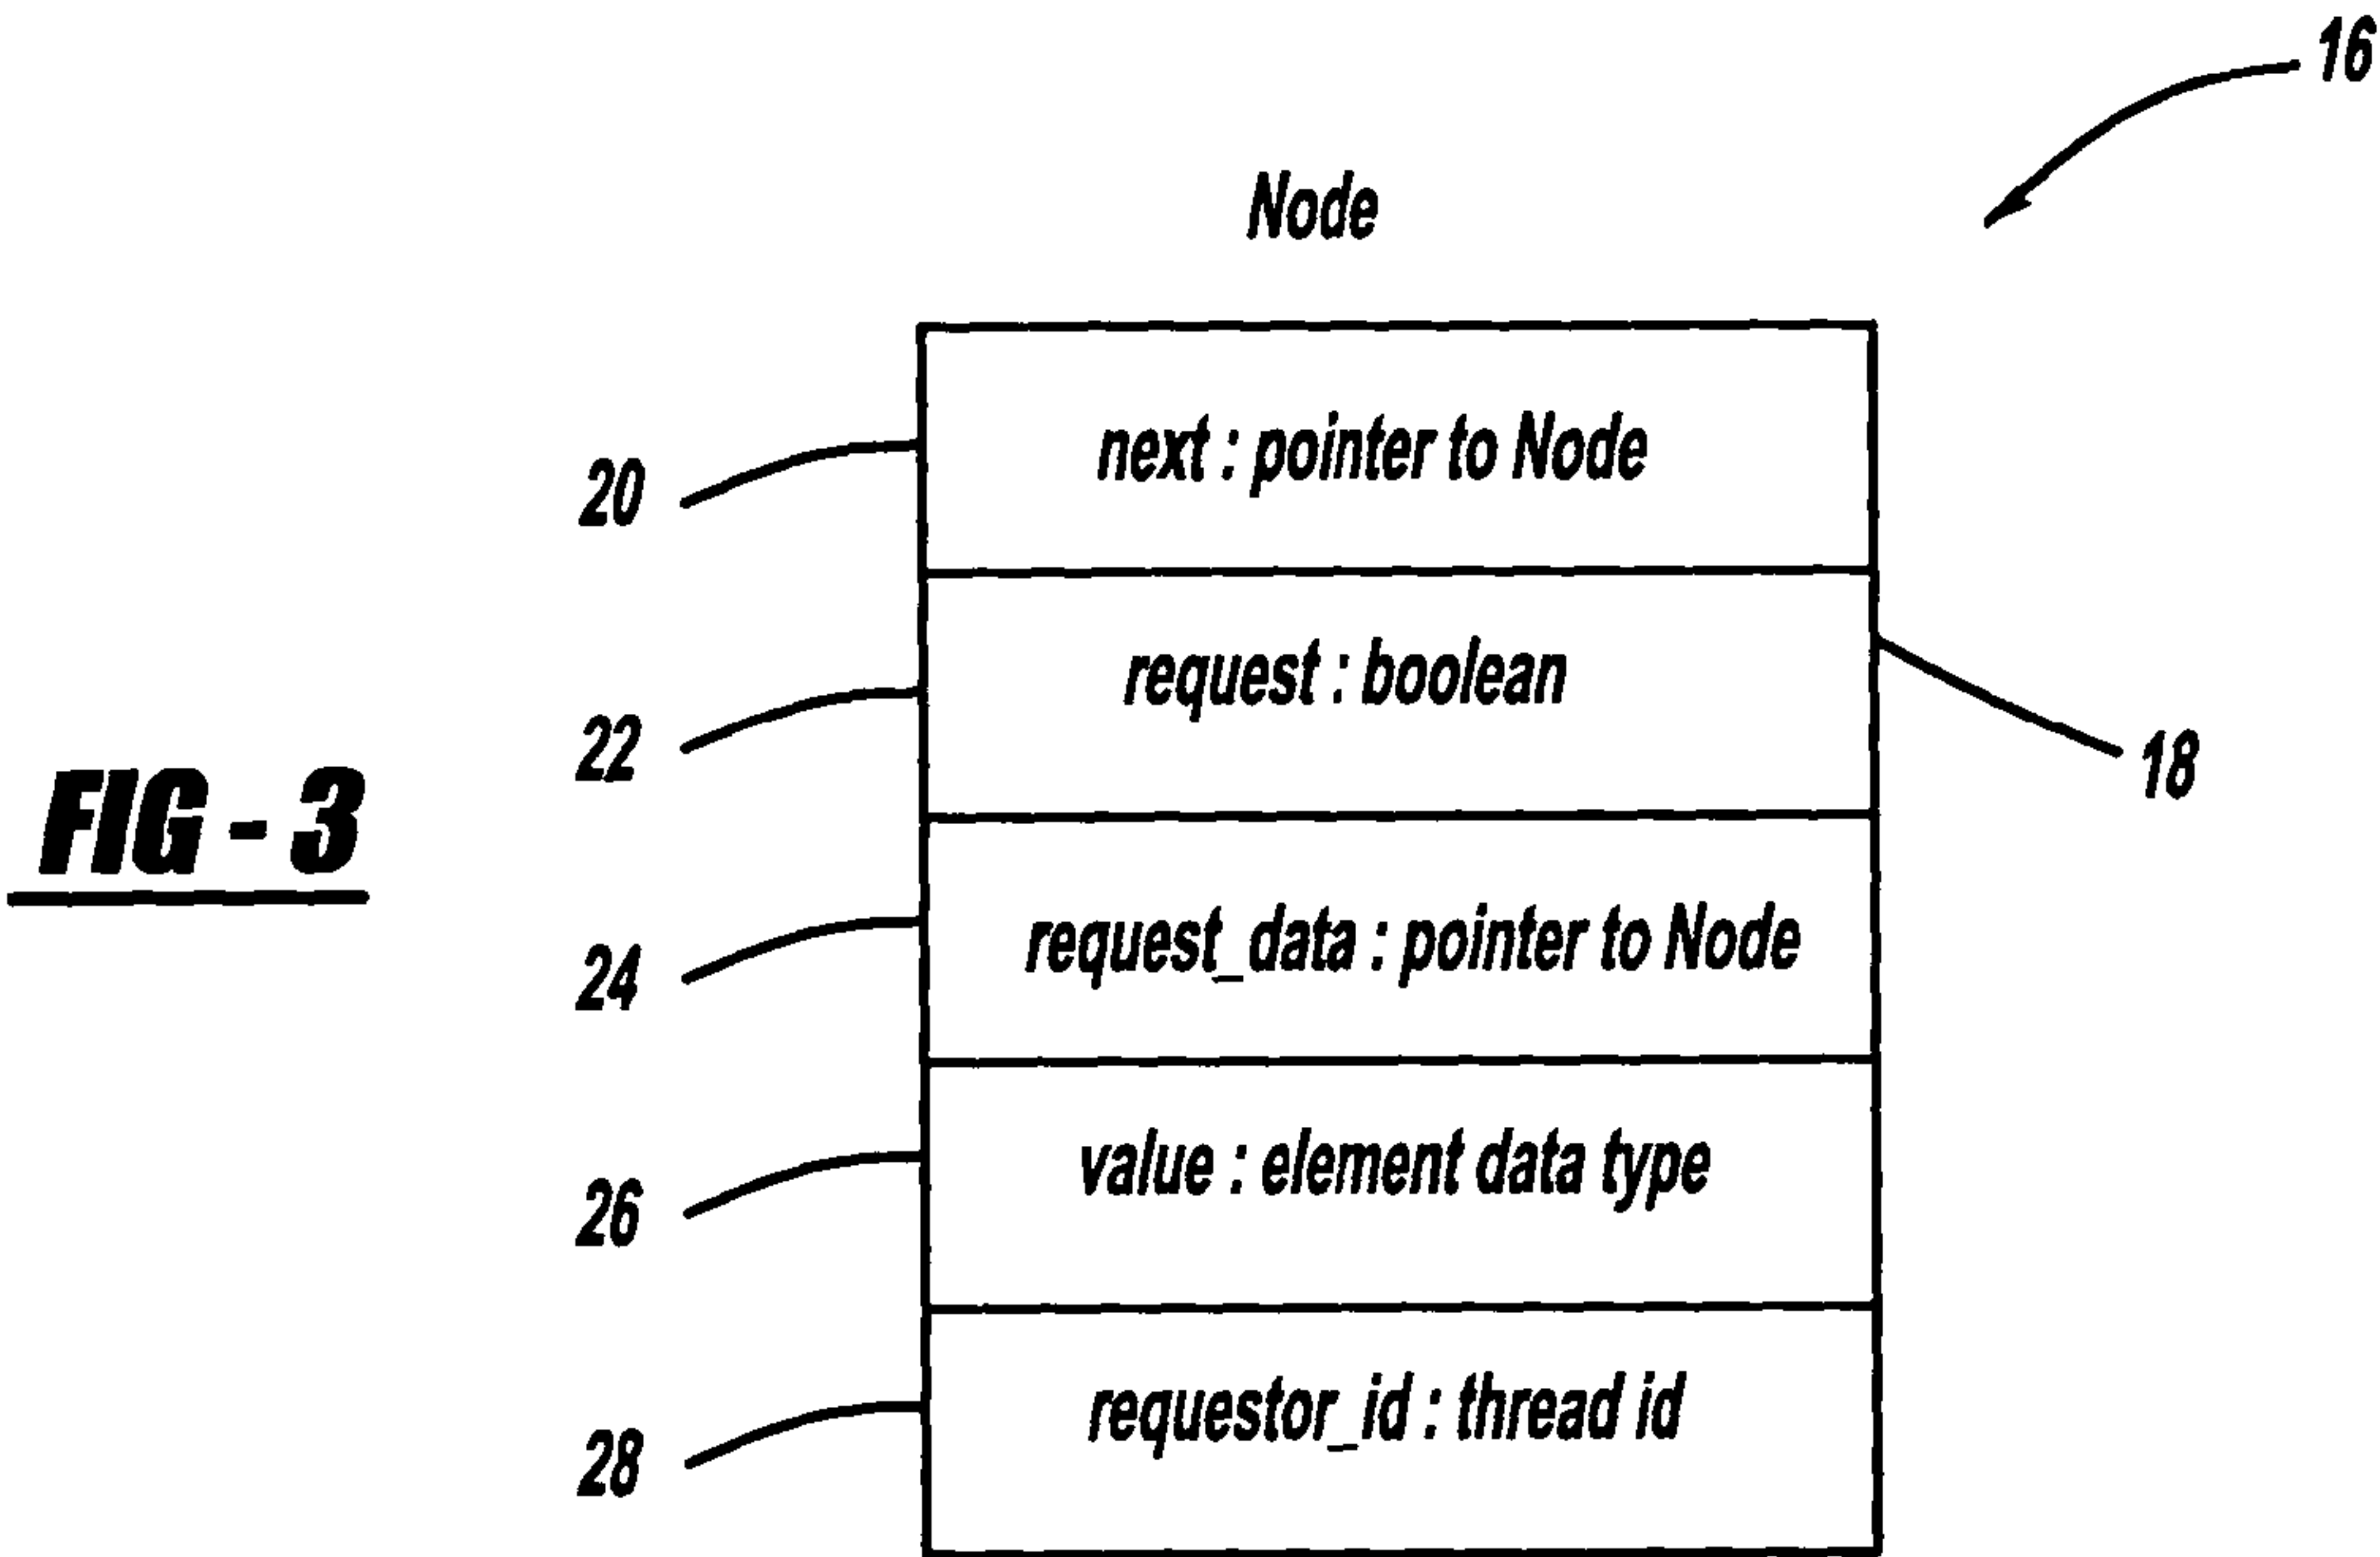 16
Node
20
next : pointer to Node
22
request : boolean
18
FIG - 3
24
request_data : pointer to Node
26
value : element data type
28
requestor_id : thread id